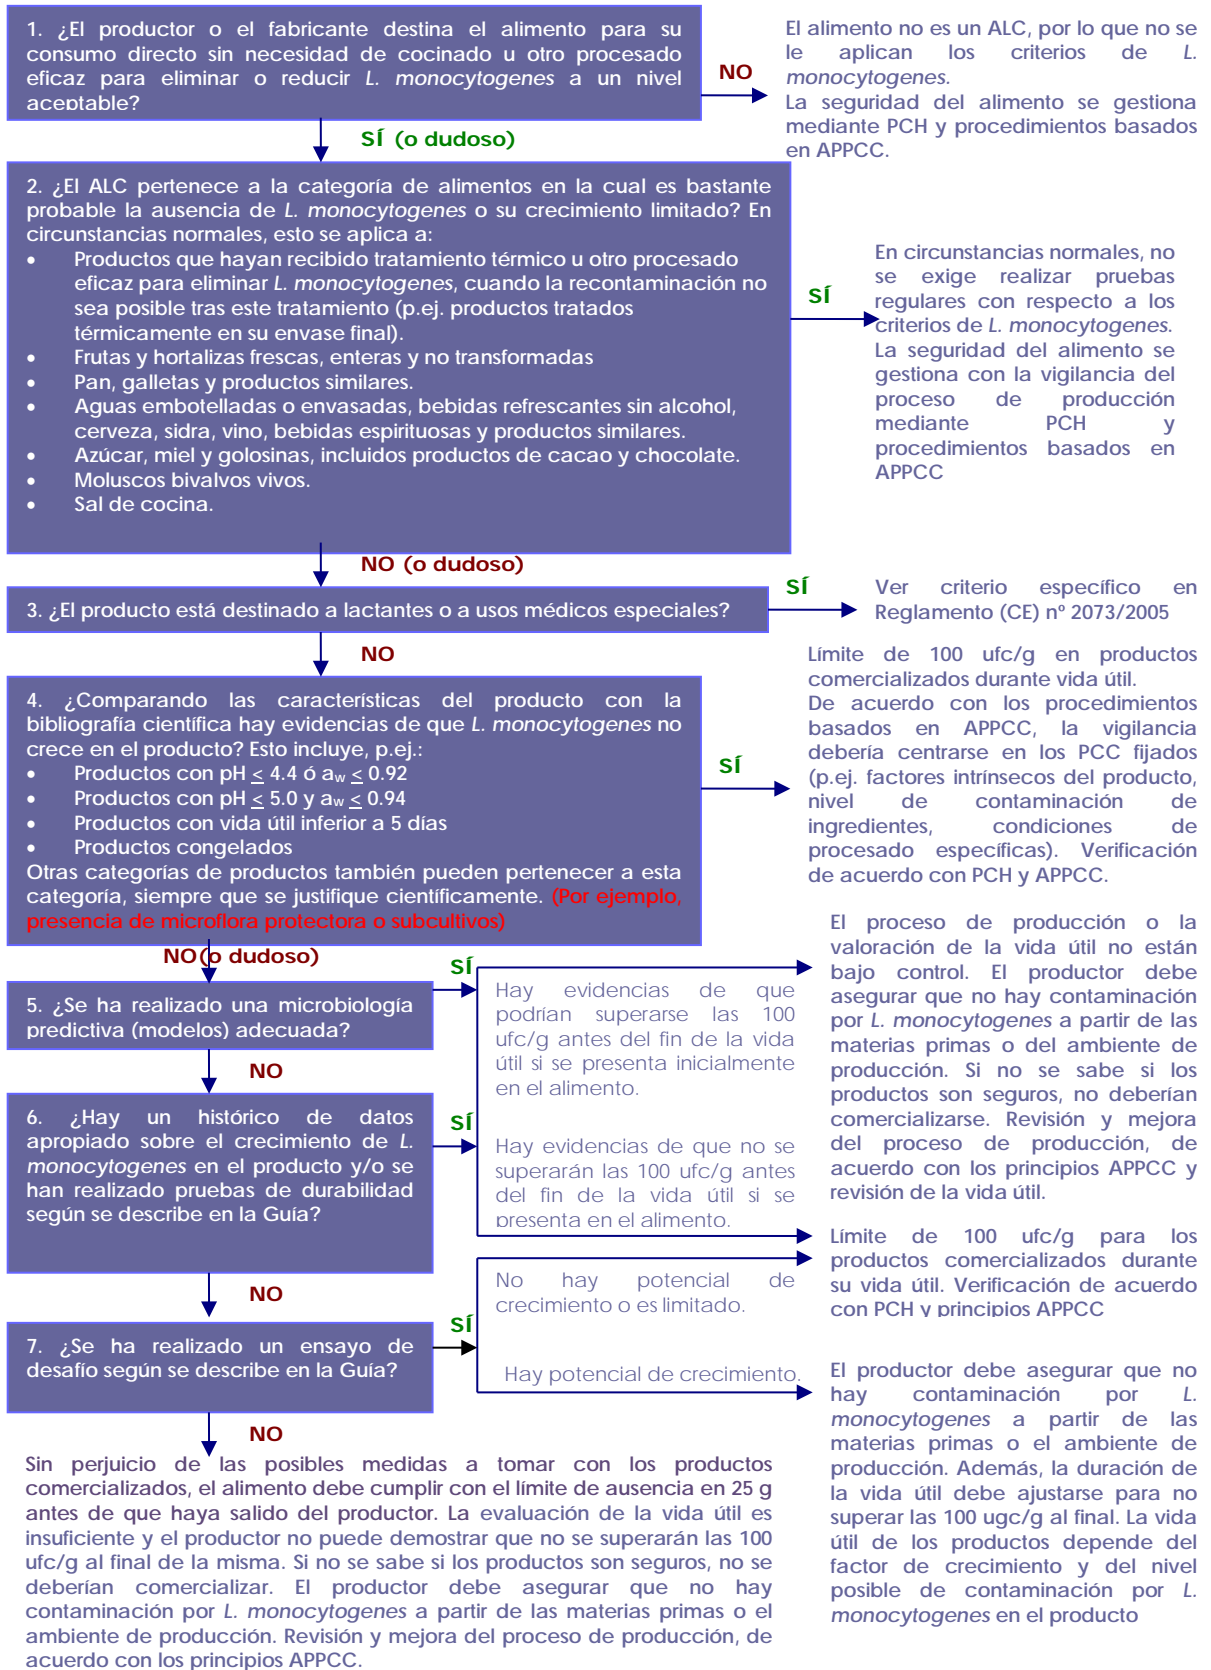 1. ¿El productor o el fabricante destina el alimento para su
consumo directo sin necesidad de cocinado u otro procesado
eficaz para eliminar o reducir L. monocytogenes a un nivel
aceptable?
NO
El alimento no es un ALC, por lo que no se
le aplican los criterios de L.
monocytogenes.
La seguridad del alimento se gestiona
mediante PCH y procedimientos basados
en APPCC.
SÍ (o dudoso)
2. ¿El ALC pertenece a la categoría de alimentos en la cual es bastante
probable la ausencia de L. monocytogenes o su crecimiento limitado? En
circunstancias normales, esto se aplica a:
• Productos que hayan recibido tratamiento térmico u otro procesado
eficaz para eliminar L. monocytogenes, cuando la recontaminación no
sea posible tras este tratamiento (p.ej. productos tratados
térmicamente en su envase final).
• Frutas y hortalizas frescas, enteras y no transformadas
• Pan, galletas y productos similares.
• Aguas embotelladas o envasadas, bebidas refrescantes sin alcohol,
cerveza, sidra, vino, bebidas espirituosas y productos similares.
• Azúcar, miel y golosinas, incluidos productos de cacao y chocolate.
• Moluscos bivalvos vivos.
• Sal de cocina.
SÍ
En circunstancias normales, no
se exige realizar pruebas
regulares con respecto a los
criterios de L. monocytogenes.
La seguridad del alimento se
gestiona con la vigilancia del
proceso de producción
mediante PCH y
procedimientos basados en
APPCC
NO (o dudoso)
3. ¿El producto está destinado a lactantes o a usos médicos especiales?
SÍ
Ver criterio específico en
Reglamento (CE) nº 2073/2005
NO
4. ¿Comparando las características del producto con la
bibliografía científica hay evidencias de que L. monocytogenes no
crece en el producto? Esto incluye, p.ej.:
• Productos con pH ≤ 4.4 ó aw ≤ 0.92
• Productos con pH ≤ 5.0 y aw ≤ 0.94
• Productos con vida útil inferior a 5 días
• Productos congelados
Otras categorías de productos también pueden pertenecer a esta
categoría, siempre que se justifique científicamente. (Por ejemplo,
presencia de microflora protectora o subcultivos)
SÍ
Límite de 100 ufc/g en productos
comercializados durante vida útil.
De acuerdo con los procedimientos
basados en APPCC, la vigilancia
debería centrarse en los PCC fijados
(p.ej. factores intrínsecos del producto,
nivel de contaminación de
ingredientes, condiciones de
procesado específicas). Verificación
de acuerdo con PCH y APPCC.
NO(o dudoso)
5. ¿Se ha realizado una microbiología
predictiva (modelos) adecuada?
SÍ
Hay evidencias de que
podrían superarse las 100
ufc/g antes del fin de la vida
útil si se presenta inicialmente
en el alimento.
El proceso de producción o la
valoración de la vida útil no están
bajo control. El productor debe
asegurar que no hay contaminación
por L. monocytogenes a partir de las
materias primas o del ambiente de
producción. Si no se sabe si los
productos son seguros, no deberían
comercializarse. Revisión y mejora
del proceso de producción, de
acuerdo con los principios APPCC y
revisión de la vida útil.
NO
6. ¿Hay un histórico de datos
apropiado sobre el crecimiento de L.
monocytogenes en el producto y/o se
han realizado pruebas de durabilidad
según se describe en la Guía?
SÍ
Hay evidencias de que no se
superarán las 100 ufc/g antes
del fin de la vida útil si se
presenta en el alimento.
Límite de 100 ufc/g para los
productos comercializados durante
su vida útil. Verificación de acuerdo
con PCH y principios APPCC
NO
7. ¿Se ha realizado un ensayo de
desafío según se describe en la Guía?
SÍ
No hay potencial de
crecimiento o es limitado.
Hay potencial de crecimiento.
El productor debe asegurar que no
hay contaminación por L.
monocytogenes a partir de las
materias primas o el ambiente de
producción. Además, la duración de
la vida útil debe ajustarse para no
superar las 100 ugc/g al final. La vida
útil de los productos depende del
factor de crecimiento y del nivel
posible de contaminación por L.
monocytogenes en el producto
NO
Sin perjuicio de las posibles medidas a tomar con los productos
comercializados, el alimento debe cumplir con el límite de ausencia en 25 g
antes de que haya salido del productor. La evaluación de la vida útil es
insuficiente y el productor no puede demostrar que no se superarán las 100
ufc/g al final de la misma. Si no se sabe si los productos son seguros, no se
deberían comercializar. El productor debe asegurar que no hay
contaminación por L. monocytogenes a partir de las materias primas o el
ambiente de producción. Revisión y mejora del proceso de producción, de
acuerdo con los principios APPCC.